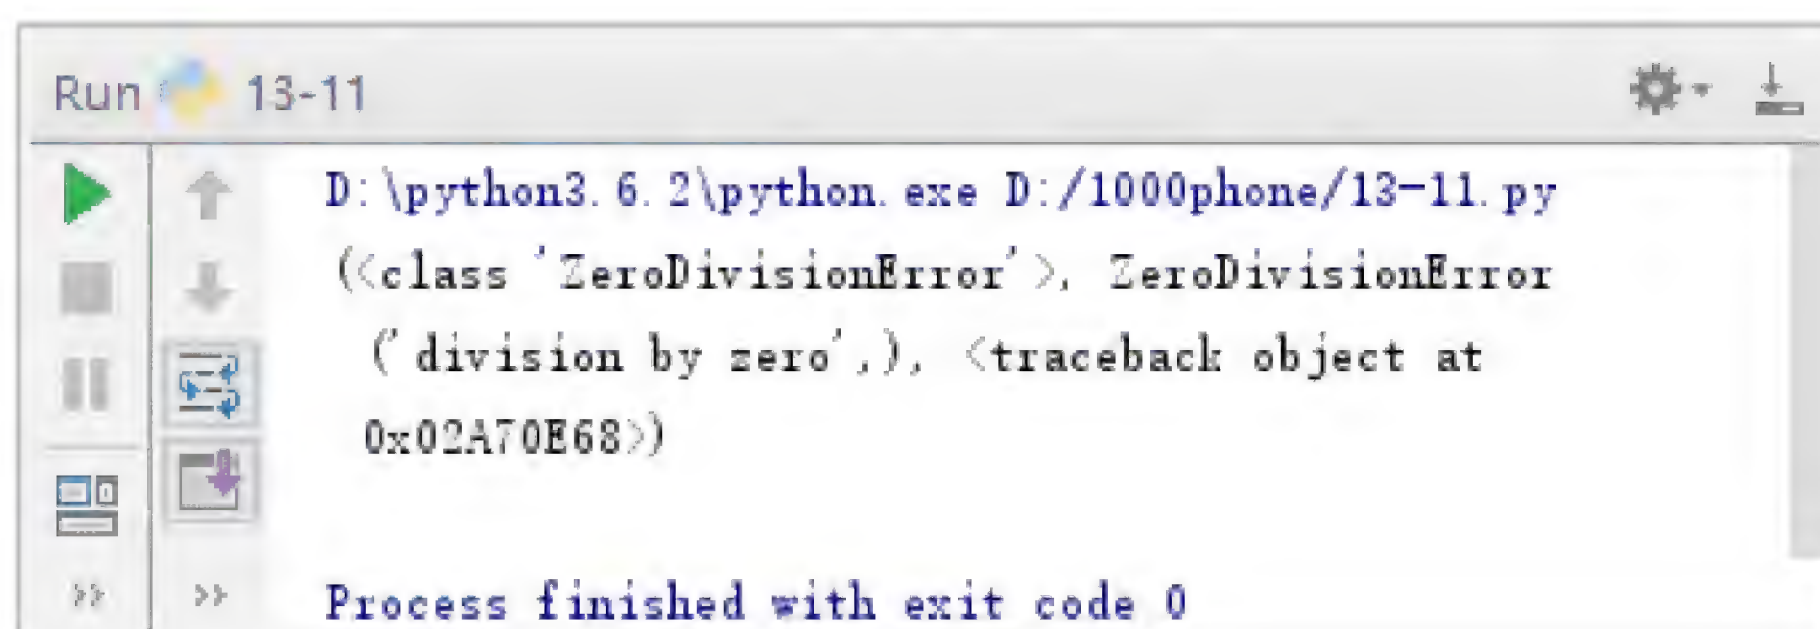 Run 13-11
D:\python3.6.2\python.exe D:/1000phone/13-11.py
(<class 'ZeroDivisionError'>, ZeroDivisionError
('division by zero',), <traceback object at
0x02A70E68>)
Process finished with exit code 0